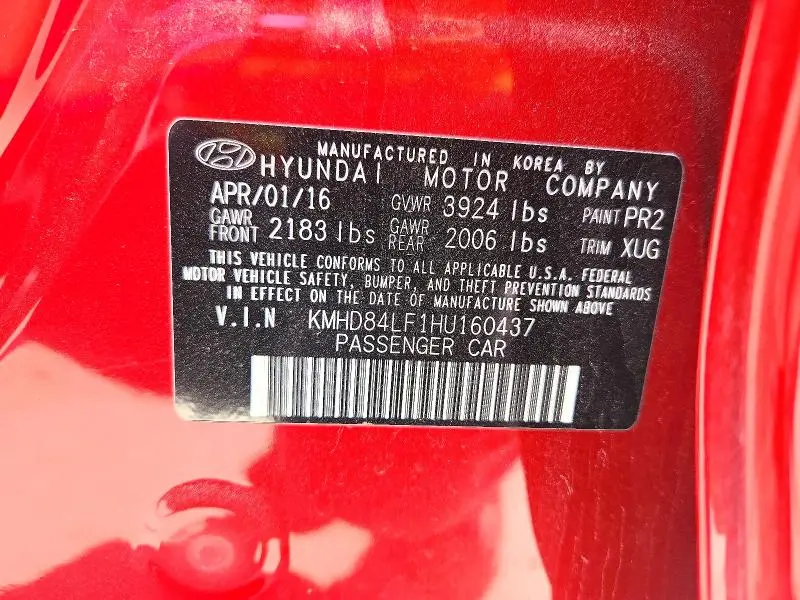 MANUFACTURED IN KOREA BY
HYUNDAI MOTOR COMPANY
APR/01/16 GVWR 3924 lbs PAINT PR2
GAWR FRONT 2183 lbs GAWR REAR 2006 lbs TRIM XUG
THIS VEHICLE CONFORMS TO ALL APPLICABLE U.S.A. FEDERAL
MOTOR VEHICLE SAFETY, BUMPER, AND THEFT PREVENTION STANDARDS
IN EFFECT ON THE DATE OF MANUFACTURE SHOWN ABOVE
V.I.N KMHD84LF1HU160437
PASSENGER CAR